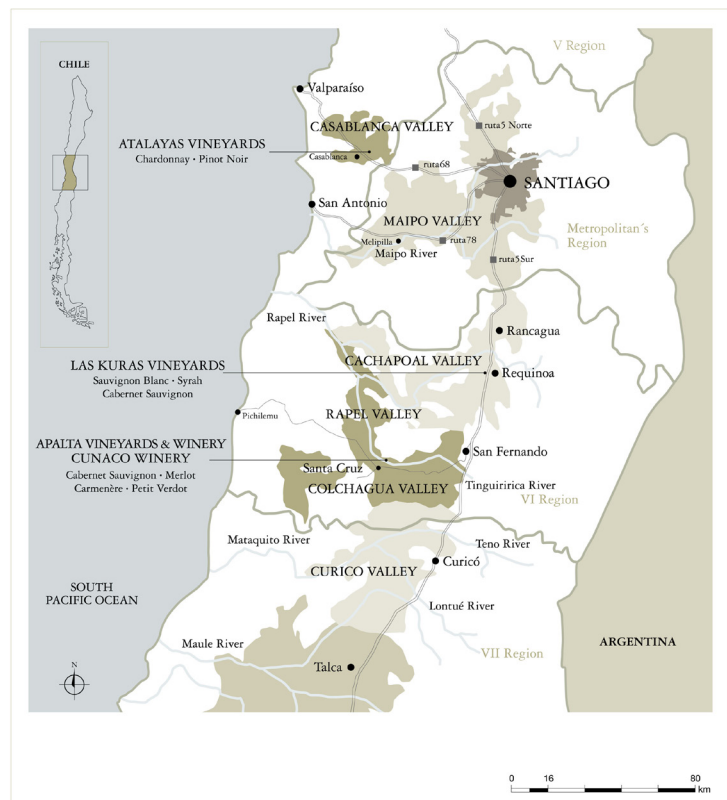 CHILE
V Region
Valparaíso
CASABLANCA VALLEY
ruta5 Norte
ATALAYAS VINEYARDS
Chardonnay • Pinot Noir
Casablanca
ruta68
SANTIAGO
San Antonio
MAIPO VALLEY
Metropolitan´s
Region
Melipilla
ruta78
Maipo River
ruta5Sur
Rapel River
Rancagua
CACHAPOAL VALLEY
LAS KURAS VINEYARDS
Sauvignon Blanc • Syrah
Cabernet Sauvignon
Requinoa
Pichilemu
RAPEL VALLEY
APALTA VINEYARDS & WINERY
CUNACO WINERY
Cabernet Sauvignon • Merlot
Carmenère • Petit Verdot
San Fernando
Santa Cruz
COLCHAGUA VALLEY
Tinguiririca River
VI Region
Mataquito River
Teno River
Curicó
CURICO VALLEY
SOUTH
PACIFIC OCEAN
Lontué River
Maule River
VII Region
ARGENTINA
Talca
N
0 16 80
km